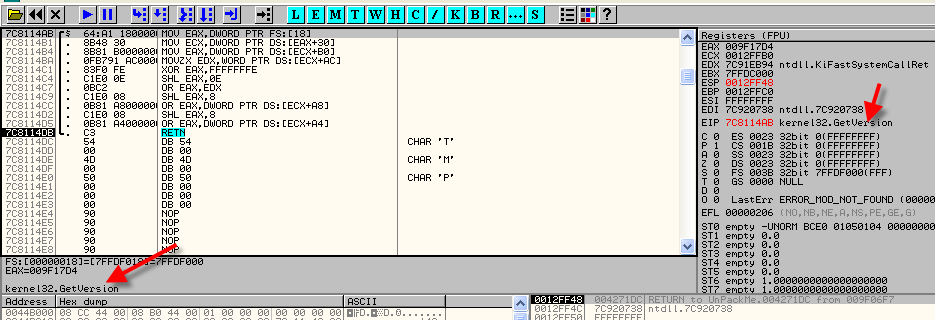 L E M T W H C / K B R ... S ?
7C8114AB $ 64:A1 1800000 MOV EAX,DWORD PTR FS:[18]
7C8114B1 . 8B48 30 MOV ECX,DWORD PTR DS:[EAX+30]
7C8114B4 . 8B81 B0000000 MOV EAX,DWORD PTR DS:[ECX+B0]
. 0FB791 AC0000 MOVZX EDX,WORD PTR DS:[ECX+AC]
7C8114C1 . 83F0 FE XOR EAX,FFFFFFFE
7C8114C4 . C1E0 0E SHL EAX,0E
7C8114C7 . 0BC2 OR EAX,EDX
7C8114C9 . C1E0 08 SHL EAX,8
7C8114CC . 0B81 A8000000 OR EAX,DWORD PTR DS:[ECX+A8]
7C8114D2 . C1E0 08 SHL EAX,8
7C8114D5 . 0B81 A4000000 OR EAX,DWORD PTR DS:[ECX+A4]
7C8114DB . C3 RETN
7C8114DC 54 DB 54 CHAR 'T'
7C8114DD 00 DB 00
7C8114DE 4D DB 4D CHAR 'M'
7C8114DF 00 DB 00
7C8114E0 50 DB 50 CHAR 'P'
7C8114E1 00 DB 00
7C8114E2 00 DB 00
7C8114E3 00 DB 00
7C8114E4 90 NOP
7C8114E5 90 NOP
7C8114E6 90 NOP
7C8114E7 90 NOP
7C8114E8 90 NOP
FS:[00000018]=[7FFDF018]=7FFDF000
EAX=009F17D4
kernel32.GetVersion
Address Hex dump ASCII
0044B000 08 CC 44 00 08 B0 44 00 01 00 00 00 00 00 00 00
Registers (FPU)
EAX 009F17D4
ECX 0012FFB0
EDX 7C91EB94 ntdll.KiFastSystemCallRet
EBX 7FFDC000
ESP 0012FF48
EBP 0012FFC0
ESI FFFFFFFF
EDI 7C920738 ntdll.7C920738
EIP 7C8114AB kernel32.GetVersion
C 0 ES 0023 32bit 0(FFFFFFFF)
P 1 CS 001B 32bit 0(FFFFFFFF)
A 0 SS 0023 32bit 0(FFFFFFFF)
Z 0 DS 0023 32bit 0(FFFFFFFF)
S 0 FS 003B 32bit 7FFDF000(FFF)
T 0 GS 0000 NULL
D 0
O 0 LastErr ERROR_MOD_NOT_FOUND (00000
EFL 00000206 (NO,NB,NE,A,NS,PE,GE,G)
ST0 empty -UNORM BCE0 01050104 00000000
ST1 empty 0.0
ST2 empty 0.0
ST3 empty 0.0
ST4 empty 0.0
ST5 empty 0.0
ST6 empty 1.0000000000000000000
ST7 empty 1.0000000000000000000
0012FF48 004271DC RETURN to UnPackMe.004271DC from 009F06F7
0012FF4C 7C920738 ntdll.7C920738
0012FF50 FFFFFFFF